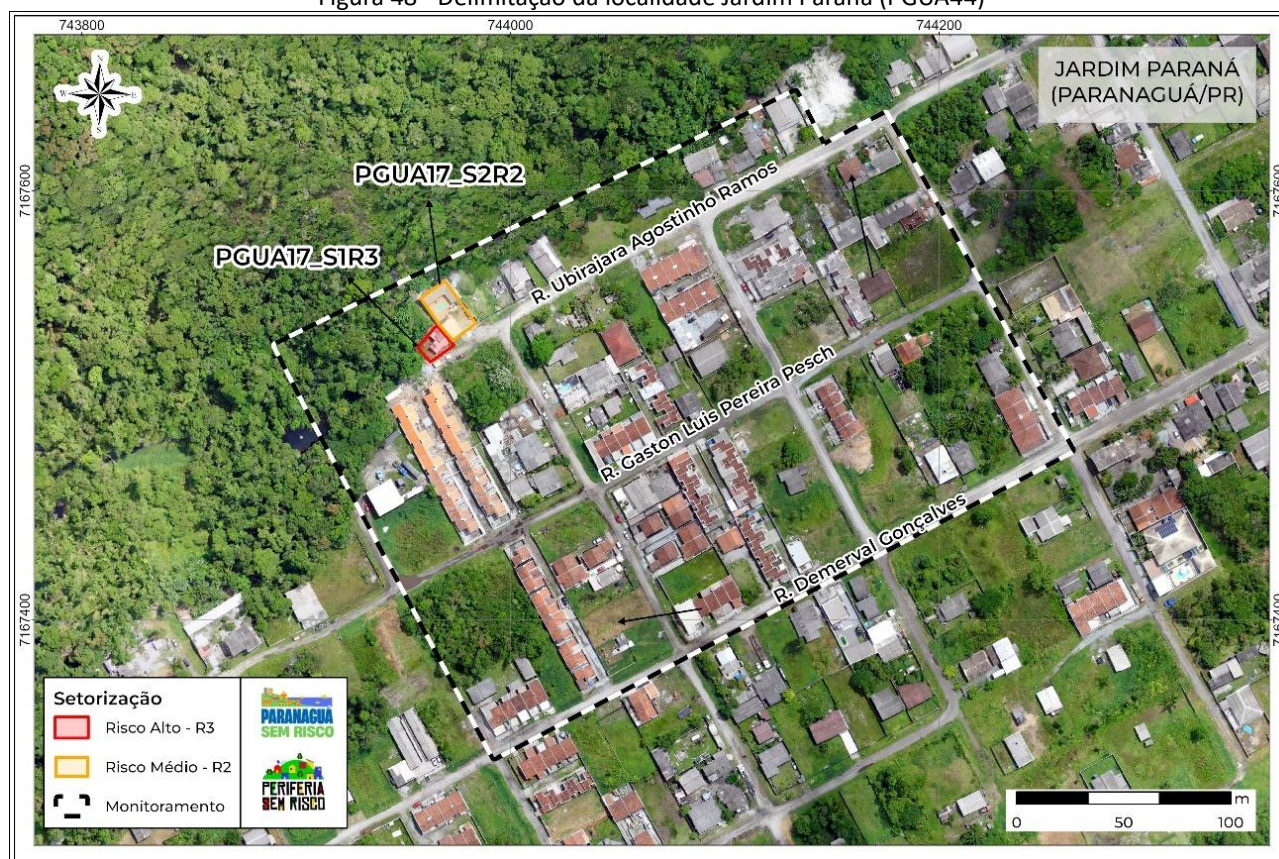 Figura 48 - Delimitação da localidade Jardim Paraná (PGUA44)
743800
744000
744200
N
W
E
S
JARDIM PARANÁ
(PARANAGUÁ/PR)
7167600
7167600
PGUA17_S2R2
PGUA17_S1R3
R. Ubirajara Agostinho Ramos
R. Gaston Luis Pereira Pesch
R. Demerval Gonçalves
7167400
7167400
Setorização
Risco Alto - R3
Risco Médio - R2
Monitoramento
PARANAGUÁ
SEM RISCO
PERIFERIA
SEM RISCO
m
0
50
100